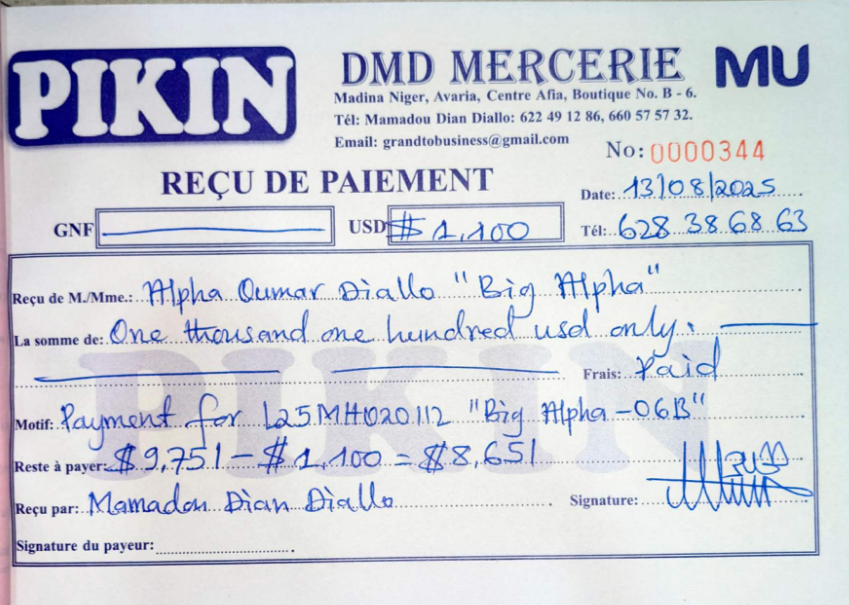 PIKIN
DMD MERCERIE
MU
Madina Niger, Avaria, Centre Afia, Boutique No. B - 6.
Tél: Mamadou Dian Diallo: 622 49 12 86, 660 57 57 32.
Email: grandtobusiness@gmail.com
No: 0000344
REÇU DE PAIEMENT
Date: 13/08/2025
GNF
USD $ 1,100
Tél: 628.38.68.63
Reçu de M./Mme.: Alpha Oumar Diallo "Big Alpha"
La somme de: One thousand one hundred usd only.
Frais: Paid
PIKIN
Motif: Payment for L25MH020112 "Big Alpha-06B"
Reste à payer: $9,751 - $1,100 = $8,651
Reçu par: Mamadou Dian Diallo
Signature:
Signature du payeur: